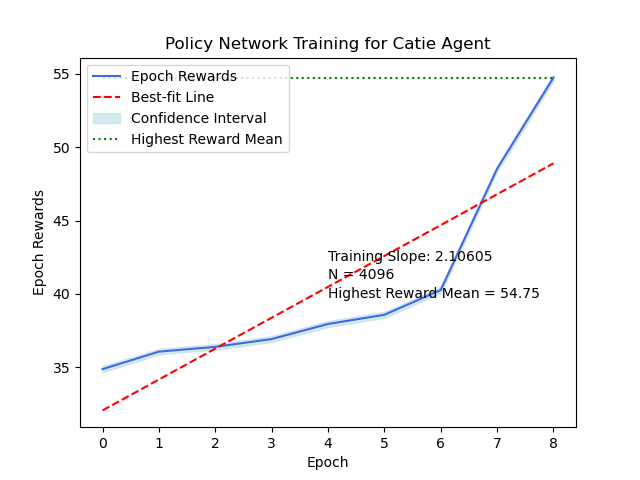 Policy Network Training for Catie Agent
Epoch Rewards
Best-fit Line
Confidence Interval
Highest Reward Mean
Training Slope: 2.10605
N = 4096
Highest Reward Mean = 54.75
55
50
45
40
35
Epoch Rewards
0 1 2 3 4 5 6 7 8
Epoch